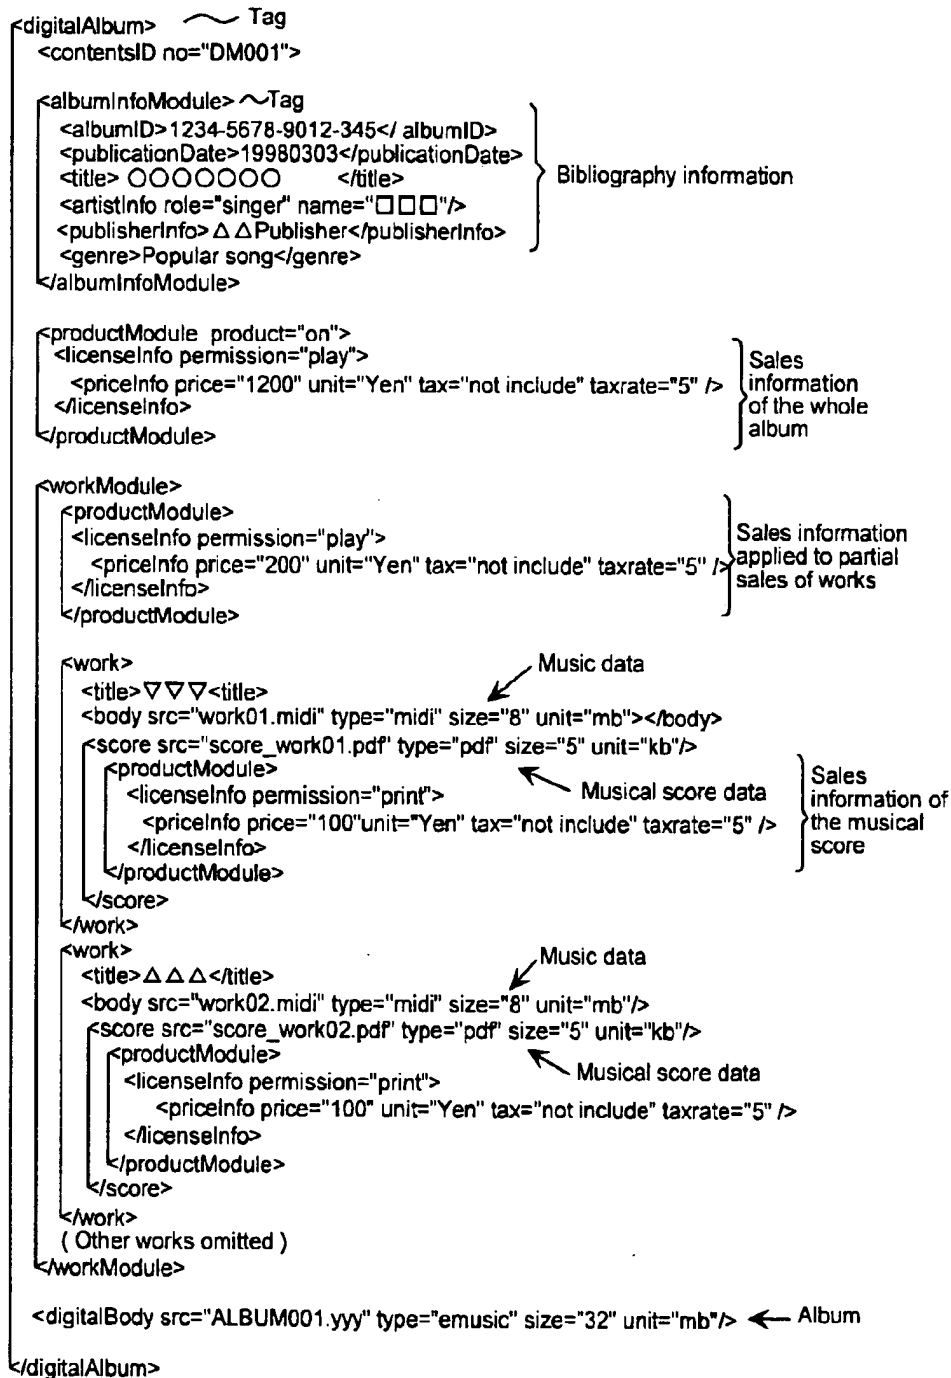 <digitalAlbum> Tag
<contentsID no="DM001">
<albumInfoModule> Tag
<albumID>1234-5678-9012-345</ albumID>
<publicationDate>19980303</publicationDate>
<title> ○○○○○○○ </title>
<artistInfo role="singer" name="□□□"/>
<publisherInfo>△△Publisher</publisherInfo>
<genre>Popular song</genre>
</albumInfoModule>
Bibliography information
<productModule product="on">
<licenseInfo permission="play">
<priceInfo price="1200" unit="Yen" tax="not include" taxrate="5" />
</licenseInfo>
</productModule>
Sales
information
of the whole
album
<workModule>
<productModule>
<licenseInfo permission="play">
<priceInfo price="200" unit="Yen" tax="not include" taxrate="5" />
</licenseInfo>
</productModule>
Sales information
applied to partial
sales of works
<work>
Music data
<title>▽▽▽<title>
<body src="work01.midi" type="midi" size="8" unit="mb"></body>
<score src="score_work01.pdf" type="pdf" size="5" unit="kb"/>
<productModule>
Musical score data
<licenseInfo permission="print">
<priceInfo price="100"unit="Yen" tax="not include" taxrate="5" />
</licenseInfo>
</productModule>
Sales
information of
the musical
score
</score>
</work>
<work>
Music data
<title>△△△</title>
<body src="work02.midi" type="midi" size="8" unit="mb"/>
<score src="score_work02.pdf" type="pdf" size="5" unit="kb"/>
<productModule>
Musical score data
<licenseInfo permission="print">
<priceInfo price="100" unit="Yen" tax="not include" taxrate="5" />
</licenseInfo>
</productModule>
</score>
</work>
( Other works omitted )
</workModule>
<digitalBody src="ALBUM001.yyy" type="emusic" size="32" unit="mb"/> Album
</digitalAlbum>